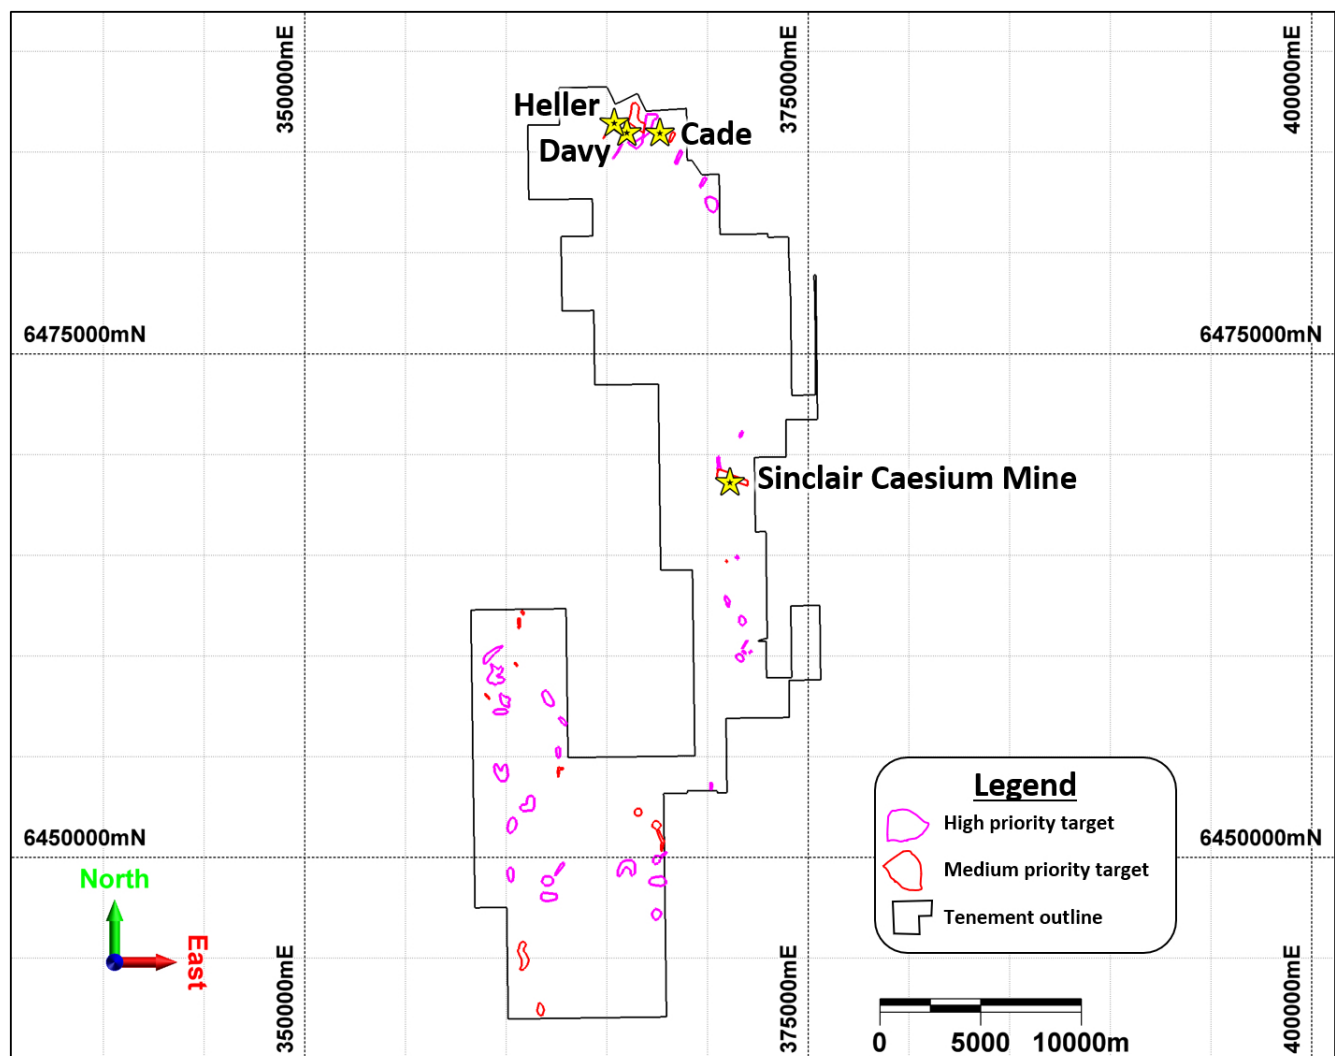 350000mE
375000mE
400000mE
Heller
Davy
Cade
6475000mN
6475000mN
Sinclair Caesium Mine
Legend
High priority target
Medium priority target
Tenement outline
6450000mN
6450000mN
North
East
350000mE
375000mE
400000mE
0 5000 10000m